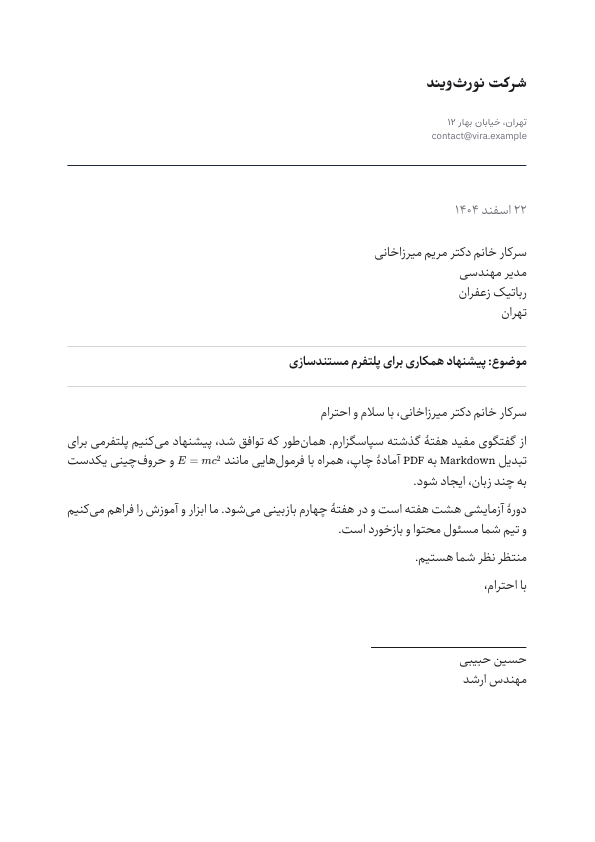 شرکت نورث‌ویند
تهران، خیابان بهار ۱۲
contact@vira.example
۲۲ اسفند ۱۴۰۴
سرکار خانم دکتر مریم میرزاخانی
مدیر مهندسی
رباتیک زعفران
تهران
موضوع: پیشنهاد همکاری برای پلتفرم مستندسازی
سرکار خانم دکتر میرزاخانی، با سلام و احترام
از گفتگوی مفید هفتهٔ گذشته سپاسگزارم. همان‌طور که توافق شد، پیشنهاد می‌کنیم پلتفرمی برای
تبدیل Markdown به PDF آمادهٔ چاپ، همراه با فرمول‌هایی مانند E = mc² و حروف‌چینی یکدست
به چند زبان، ایجاد شود.
دورهٔ آزمایشی هشت هفته است و در هفتهٔ چهارم بازبینی می‌شود. ما ابزار و آموزش را فراهم می‌کنیم
و تیم شما مسئول محتوا و بازخورد است.
منتظر نظر شما هستیم.
با احترام،
حسین حبیبی
مهندس ارشد